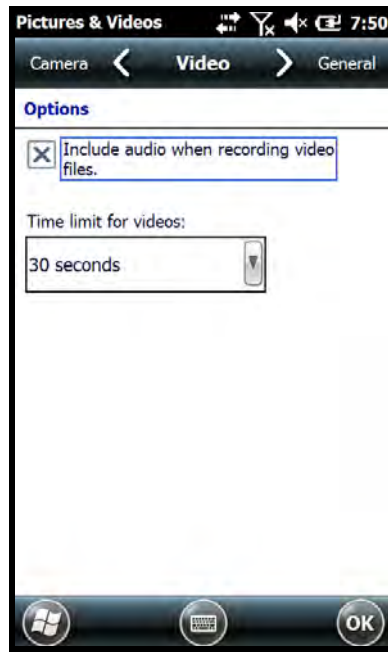 Pictures & Videos 7:50
Camera Video General
Options
Include audio when recording video
files.
Time limit for videos:
30 seconds
OK